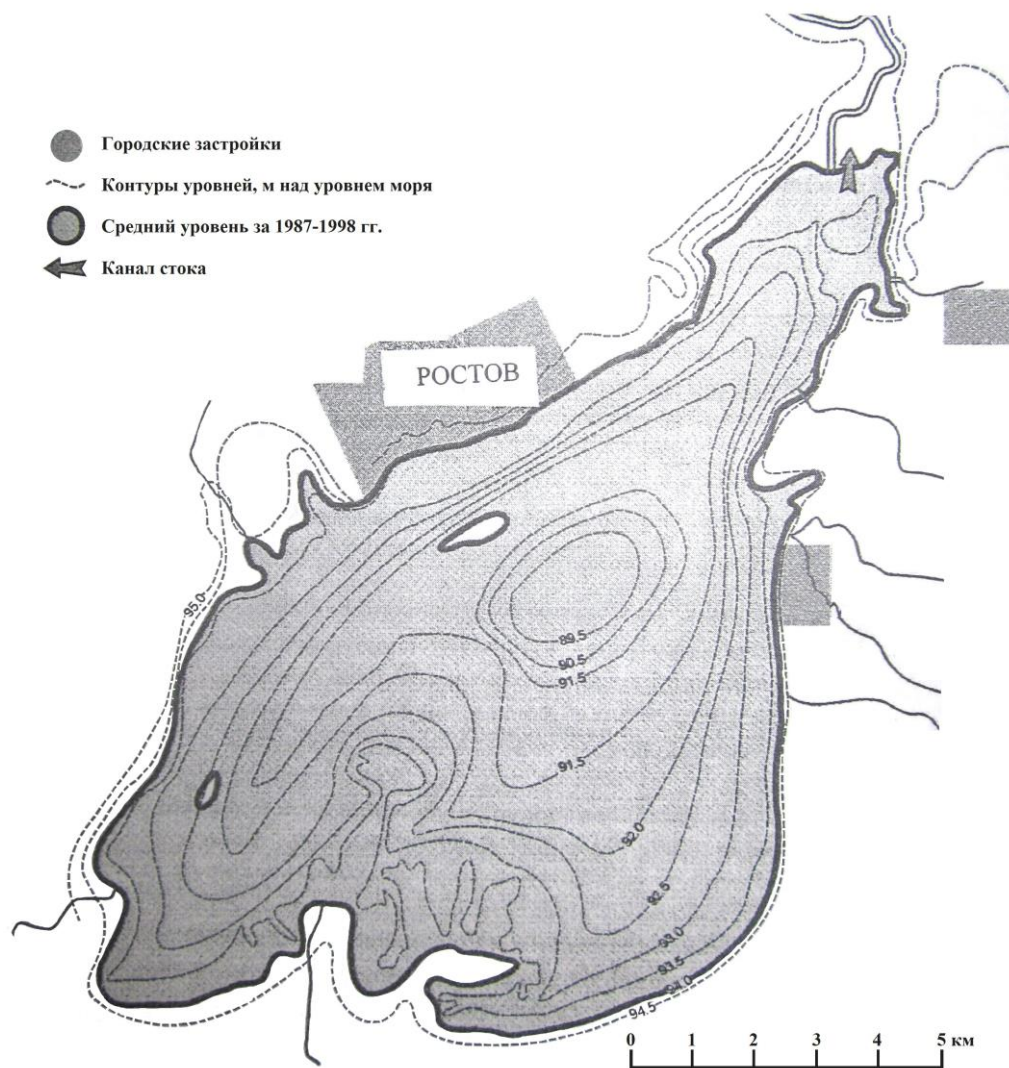 Городские застройки
Контуры уровней, м над уровнем моря
Средний уровень за 1987-1998 гг.
Канал стока
РОСТОВ
95.0
89.5
90.5
91.5
91.5
92.0
92.5
93.0
93.5
94.0
94.5
0 1 2 3 4 5 км